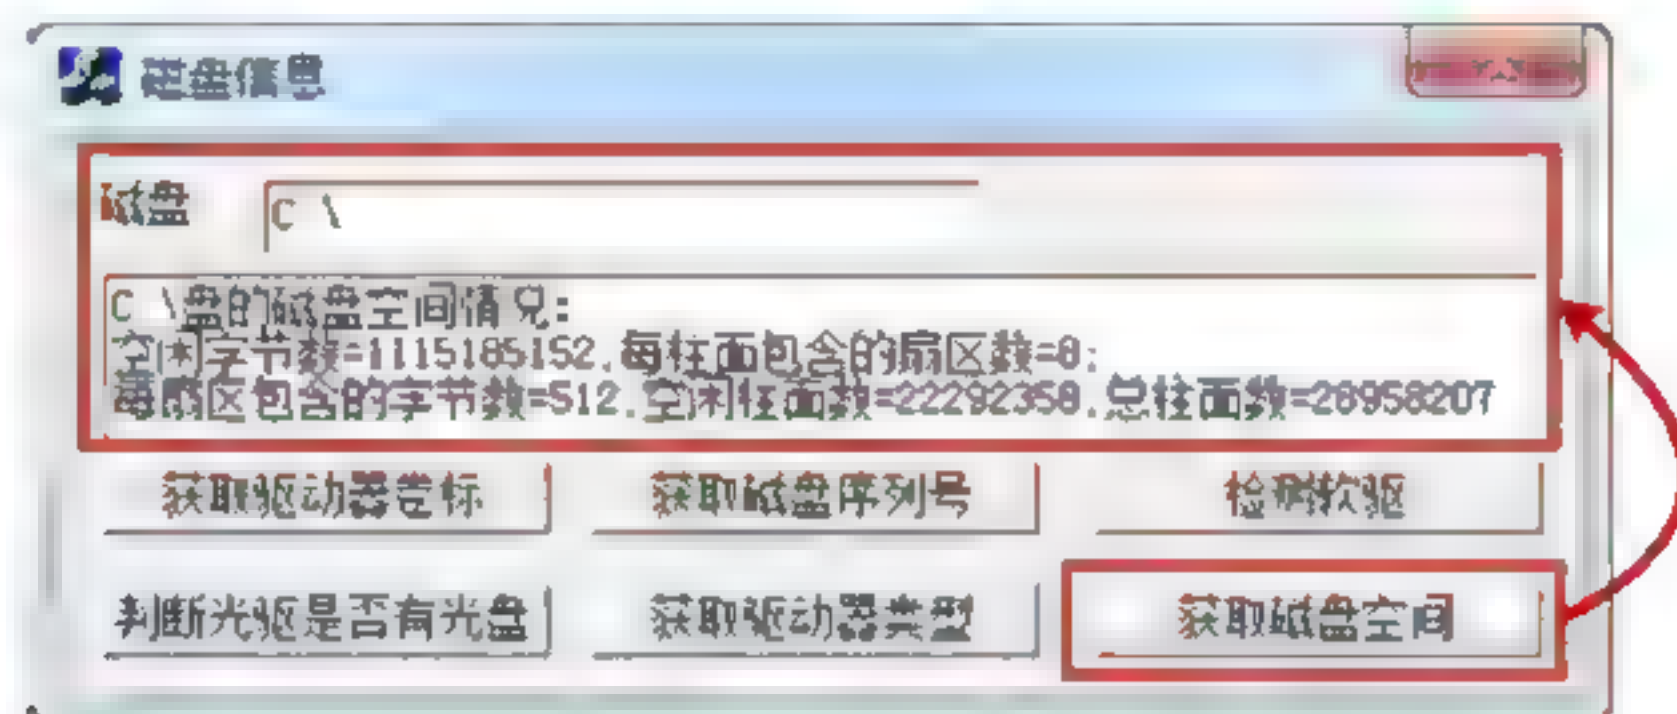 磁盘信息
磁盘 C \
C \盘的磁盘空间情况:
空闲字节数=1115185152,每柱面包含的扇区数=8;
每扇区包含的字节数=512,空闲柱面数=22292358,总柱面数=28958207
获取驱动器卷标 获取磁盘序列号 检测软驱
判断光驱是否有光盘 获取驱动器类型 获取磁盘空间